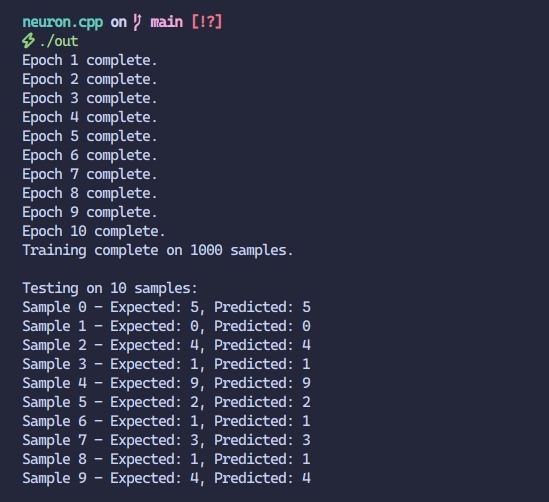 neuron.cpp on main [!?]
./out
Epoch 1 complete.
Epoch 2 complete.
Epoch 3 complete.
Epoch 4 complete.
Epoch 5 complete.
Epoch 6 complete.
Epoch 7 complete.
Epoch 8 complete.
Epoch 9 complete.
Epoch 10 complete.
Training complete on 1000 samples.

Testing on 10 samples:
Sample 0 - Expected: 5, Predicted: 5
Sample 1 - Expected: 0, Predicted: 0
Sample 2 - Expected: 4, Predicted: 4
Sample 3 - Expected: 1, Predicted: 1
Sample 4 - Expected: 9, Predicted: 9
Sample 5 - Expected: 2, Predicted: 2
Sample 6 - Expected: 1, Predicted: 1
Sample 7 - Expected: 3, Predicted: 3
Sample 8 - Expected: 1, Predicted: 1
Sample 9 - Expected: 4, Predicted: 4